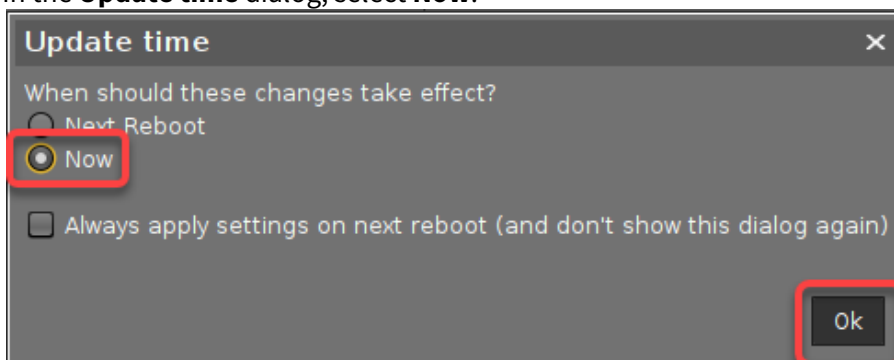 In the Update time dialog, select Now.
Update time
When should these changes take effect?
Next Reboot
Now
Always apply settings on next reboot (and don't show this dialog again)
Ok